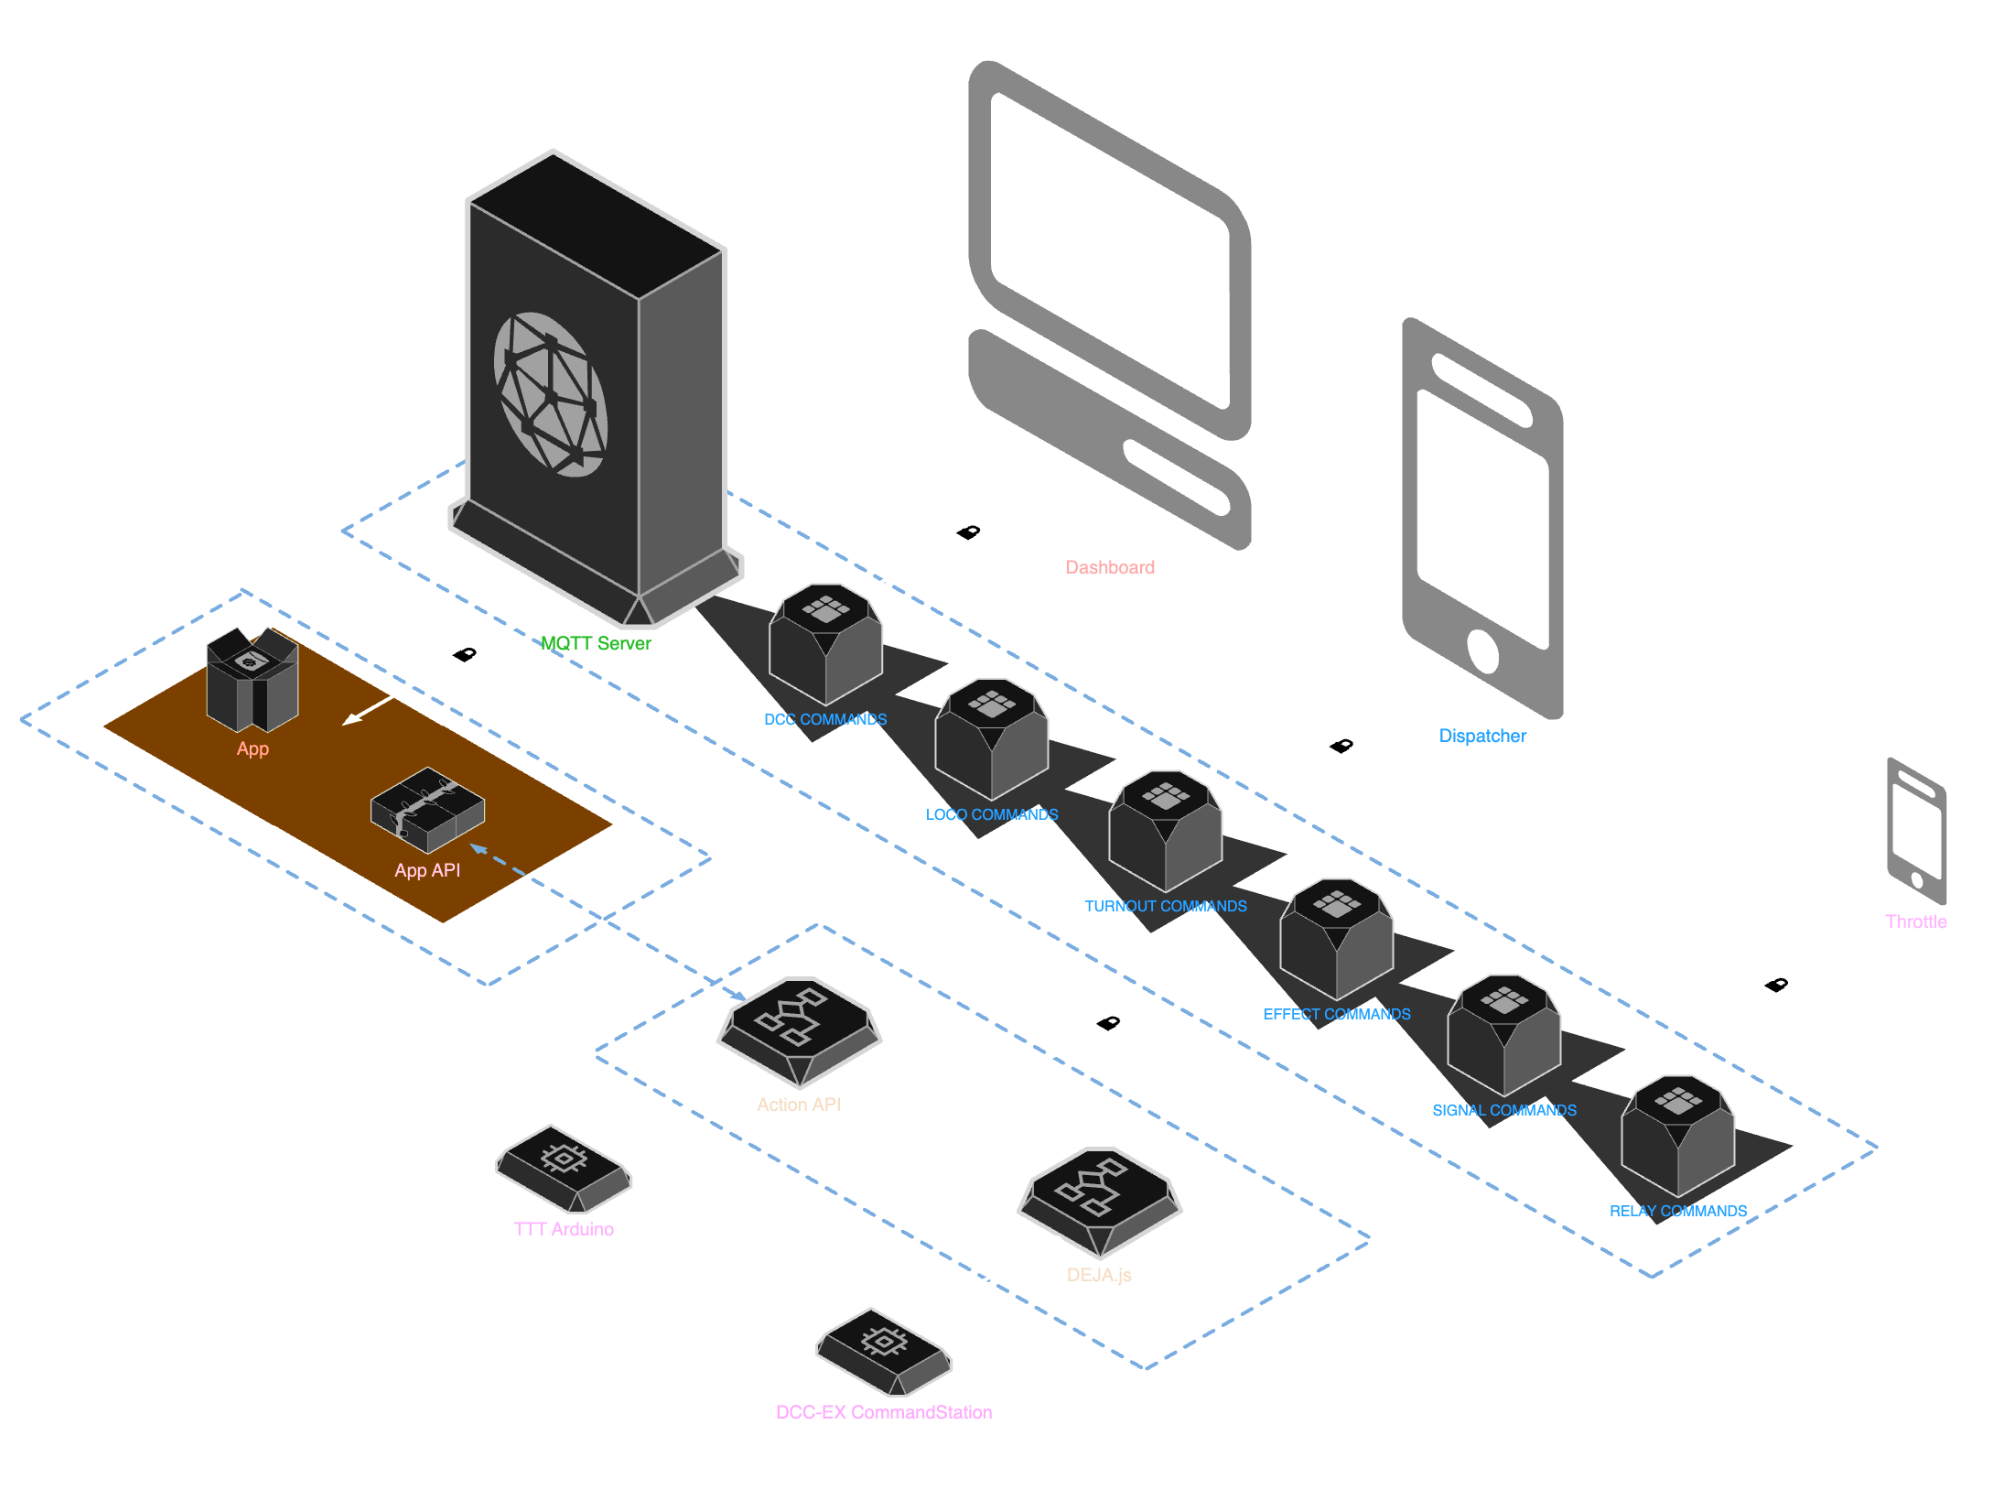 Dashboard
MQTT Server
DCC COMMANDS
Dispatcher
App
LOCO COMMANDS
App API
TURNOUT COMMANDS
Throttle
EFFECT COMMANDS
Action API
SIGNAL COMMANDS
RELAY COMMANDS
TTT Arduino
DEJA.js
DCC-EX CommandStation